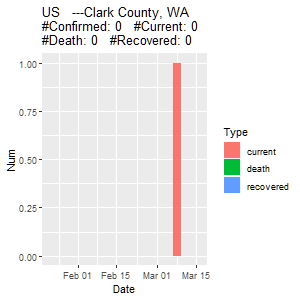 US   ---Clark County, WA
#Confirmed: 0   #Current: 0
#Death: 0   #Recovered: 0
1.00
0.75
0.50
0.25
0.00
Num
Feb 01
Feb 15
Mar 01
Mar 15
Date
Type
current
death
recovered